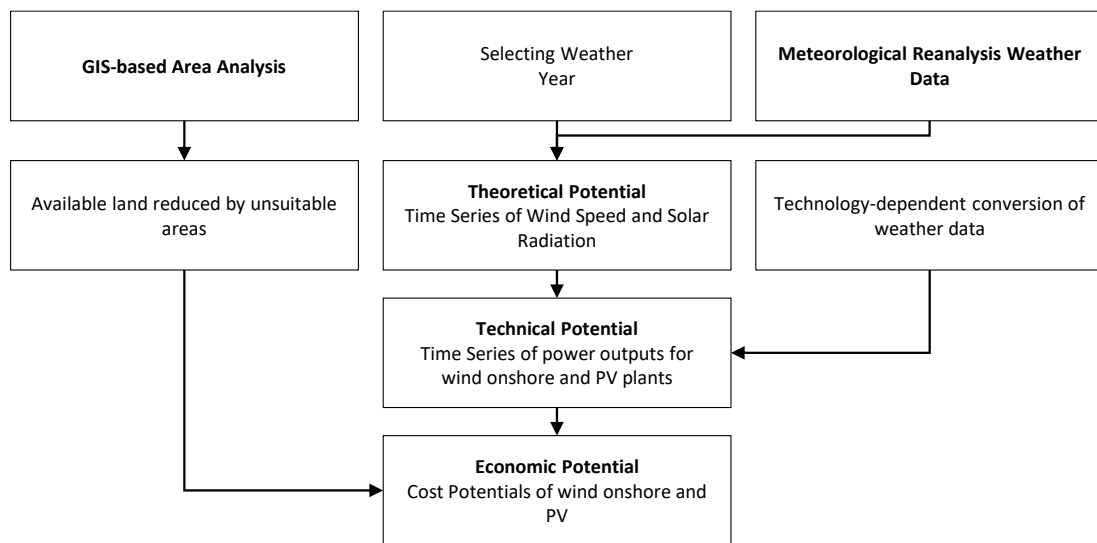 GIS-based Area Analysis
Selecting Weather
Year
Meteorological Reanalysis Weather
Data
Available land reduced by unsuitable
areas
Theoretical Potential
Time Series of Wind Speed and Solar
Radiation
Technology-dependent conversion of
weather data
Technical Potential
Time Series of power outputs for
wind onshore and PV plants
Economic Potential
Cost Potentials of wind onshore and
PV